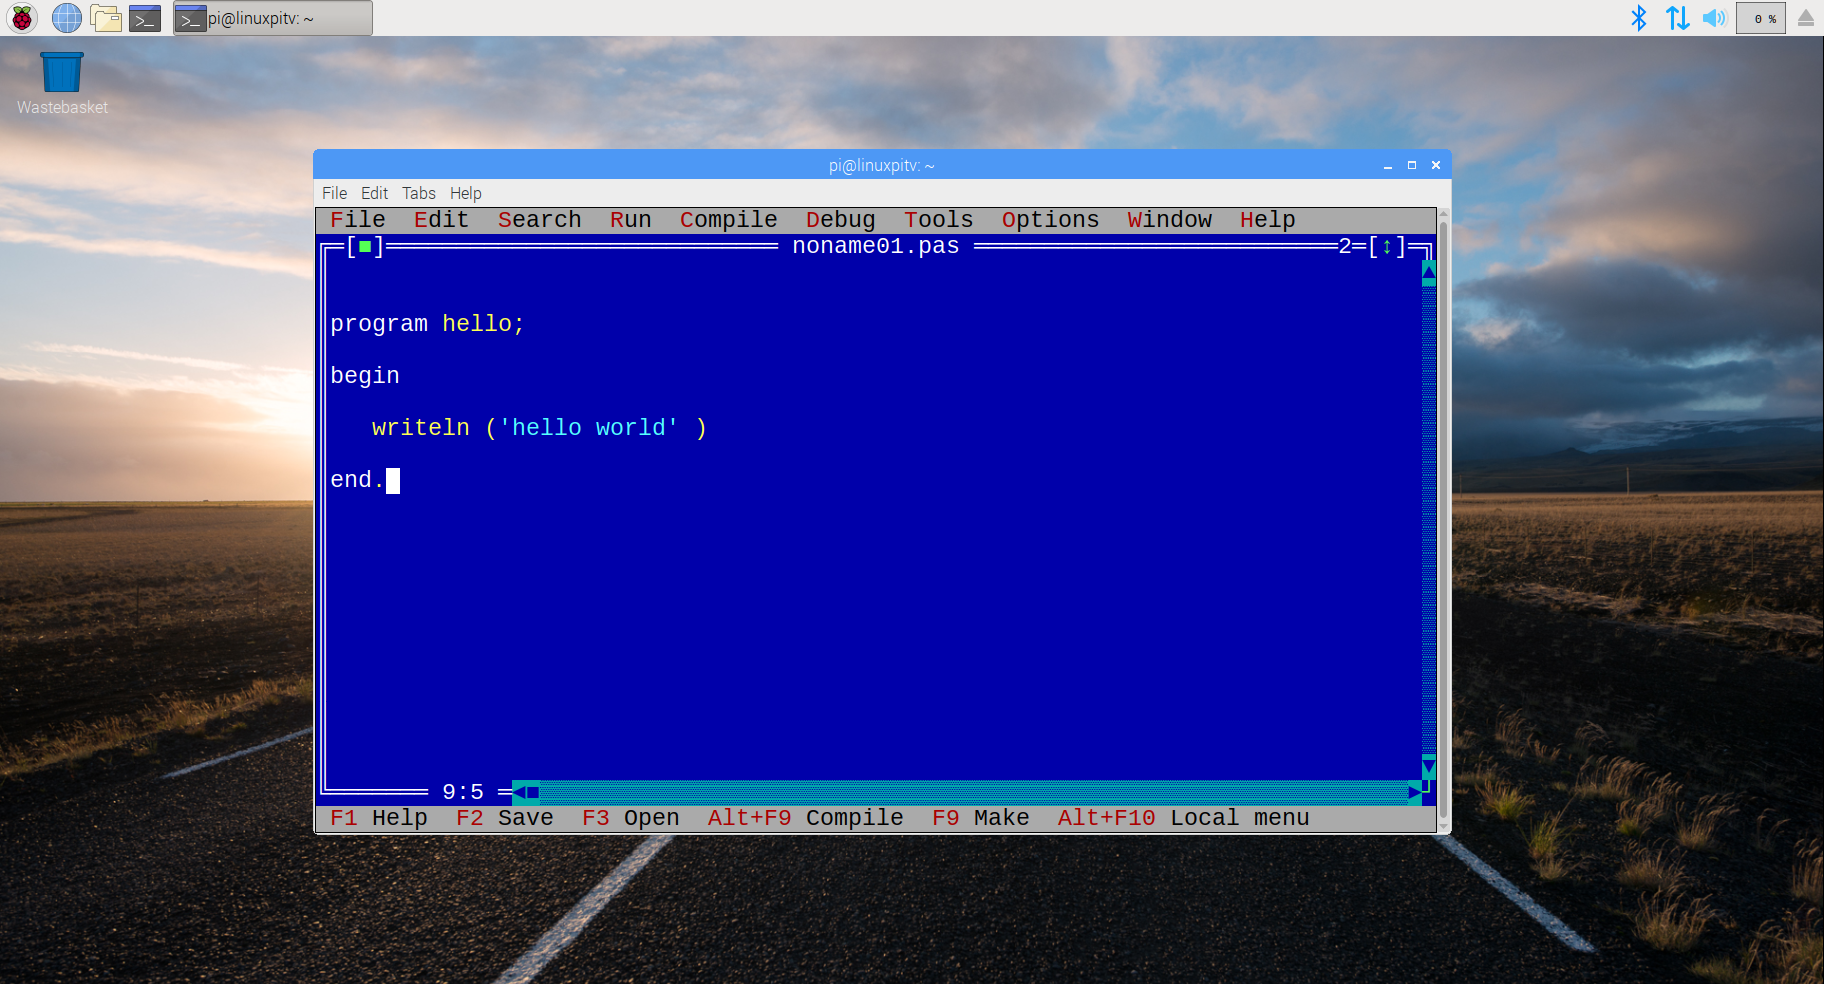 pi@linuxpitv: ~
0 %
Wastebasket
pi@linuxpitv: ~
File Edit Tabs Help
File Edit Search Run Compile Debug Tools Options Window Help
noname01.pas 2
program hello;
begin
writeln ('hello world' )
end.
9:5
F1 Help F2 Save F3 Open Alt+F9 Compile F9 Make Alt+F10 Local menu